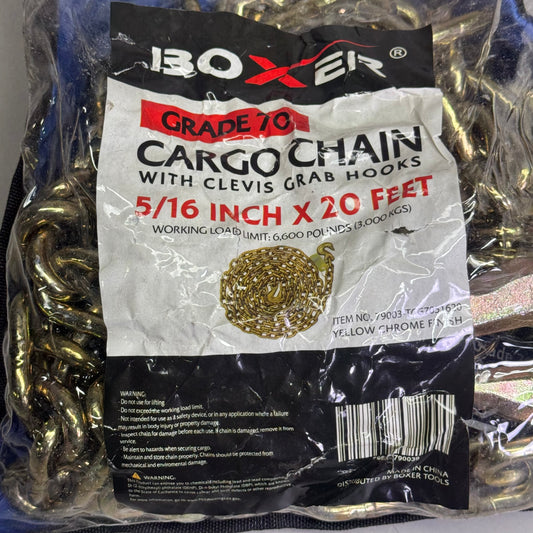 BOXER®
GRADE 70
CARGO CHAIN
WITH CLEVIS GRAB HOOKS
5/16 INCH X 20 FEET
WORKING LOAD LIMIT: 6,600 POUNDS (3,000 KGS)
ITEM NO. 79003-
YELLOW CHROME FINISH
WARNING:
- Do not use for lifting
- Do not exceed the working load limit.
- Not intended for use as a safety device, or in any application where a failure
may result in body injury or property damage.
- Inspect chains for damage before each use. If chain is damaged, remove it from
service.
- Be alert to hazards when securing cargo.
- Maintain and store chain properly. Chains should be protected from
mechanical and environmental damage.
WARNING:
MADE IN CHINA
DISTRIBUTED BY BOXER TOOLS